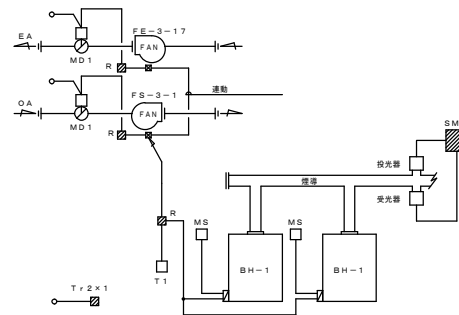 EA
FE-3-17
FAN
MD1
R
連動
OA
FS-3-1
FAN
MD1
R
SM
投光器
煙導
受光器
R
MS
MS
T1
BH-1
BH-1
Tr2×1